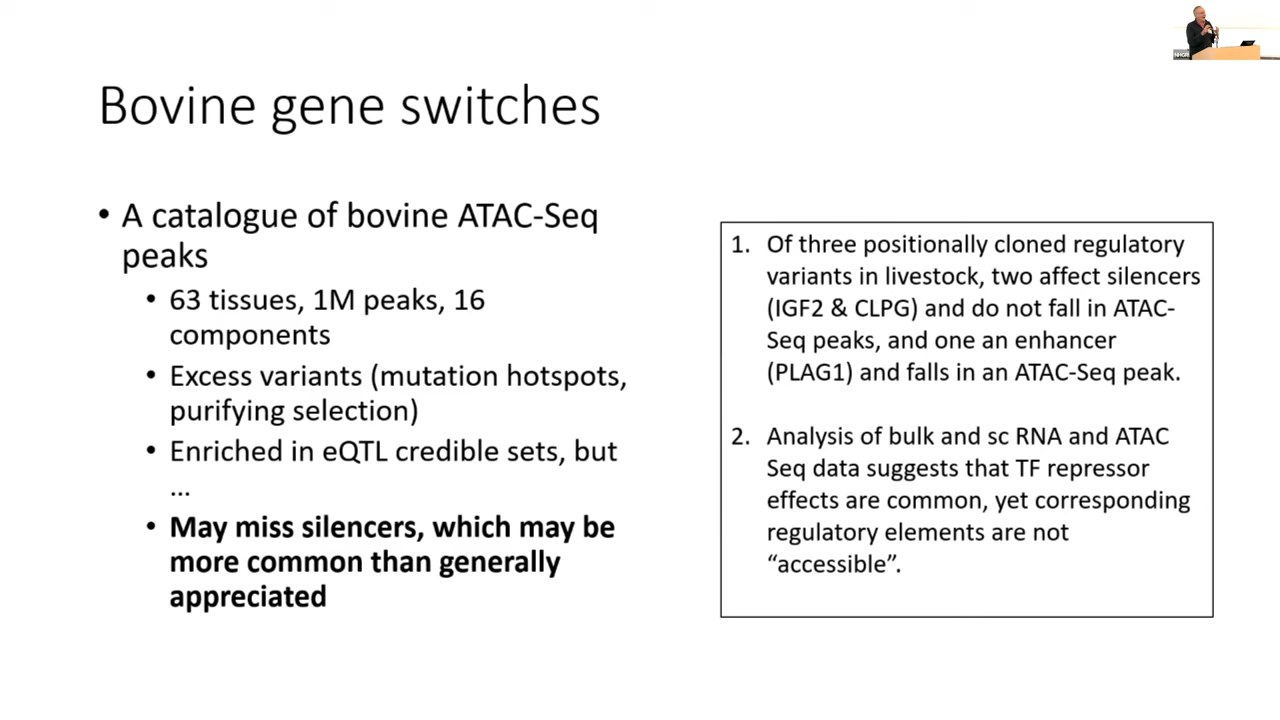 Bovine gene switches
• A catalogue of bovine ATAC-Seq
peaks
• 63 tissues, 1M peaks, 16
components
• Excess variants (mutation hotspots,
purifying selection)
• Enriched in eQTL credible sets, but
...
• May miss silencers, which may be
more common than generally
appreciated
1. Of three positionally cloned regulatory
variants in livestock, two affect silencers
(IGF2 & CLPG) and do not fall in ATAC-
Seq peaks, and one an enhancer
(PLAG1) and falls in an ATAC-Seq peak.
2. Analysis of bulk and sc RNA and ATAC
Seq data suggests that TF repressor
effects are common, yet corresponding
regulatory elements are not
“accessible”.
NHGRI